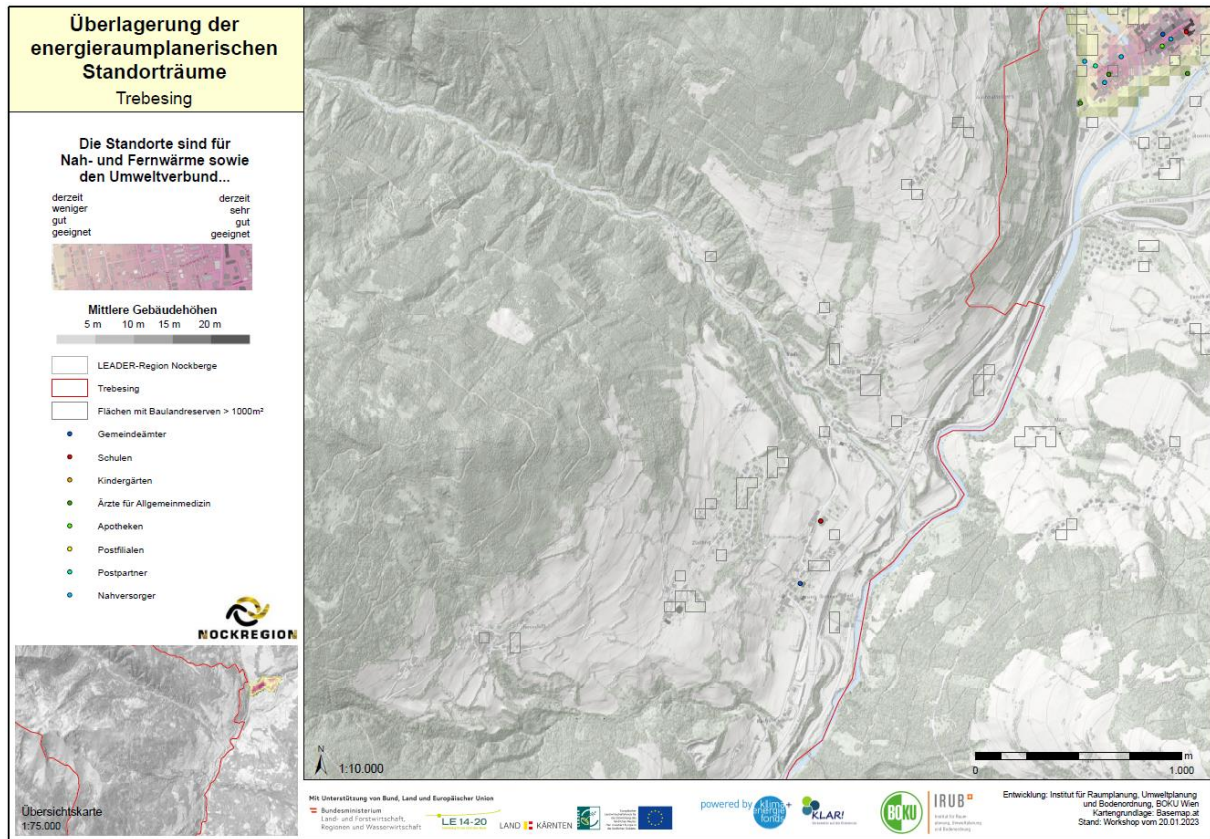 Überlagerung der
energieraumplanerischen
Standorträume
Trebesing
Die Standorte sind für
Nah- und Fernwärme sowie
den Umweltverbund...
derzeit
weniger
gut
geeignet
derzeit
sehr
gut
geeignet
Mittlere Gebäudehöhen
5 m 10 m 15 m 20 m
LEADER-Region Nockberge
Trebesing
Flächen mit Baulandreserven > 1000m²
Gemeindeämter
Schulen
Kindergärten
Ärzte für Allgemeinmedizin
Apotheken
Postfilialen
Postpartner
Nahversorger
NOCKREGION
Übersichtskarte
1:75.000
N
1:10.000
m
0 1.000
Mit Unterstützung von Bund, Land und Europäischer Union
Bundesministerium
Land- und Forstwirtschaft,
Regionen und Wasserwirtschaft
LE 14-20
LAND KÄRNTEN
powered by klima+
energie
fonds
KLAR!
BOKU
IRUB
Entwicklung: Institut für Raumplanung, Umweltplanung
und Bodenordnung, BOKU Wien
Kartengrundlage: Basemap.at
Stand: Workshop vom 20.01.2023